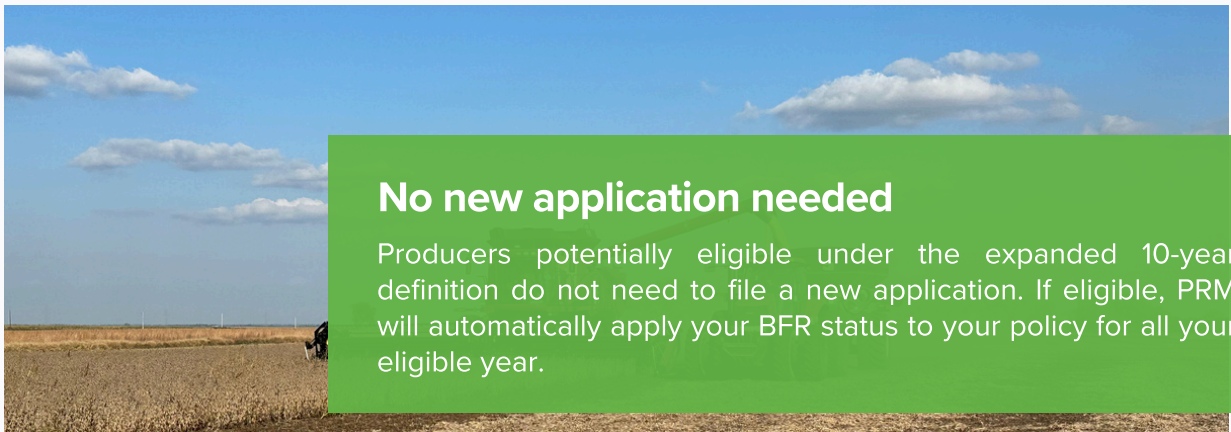 No new application needed
Producers potentially eligible under the expanded 10-year
definition do not need to file a new application. If eligible, PRM
will automatically apply your BFR status to your policy for all your
eligible year.